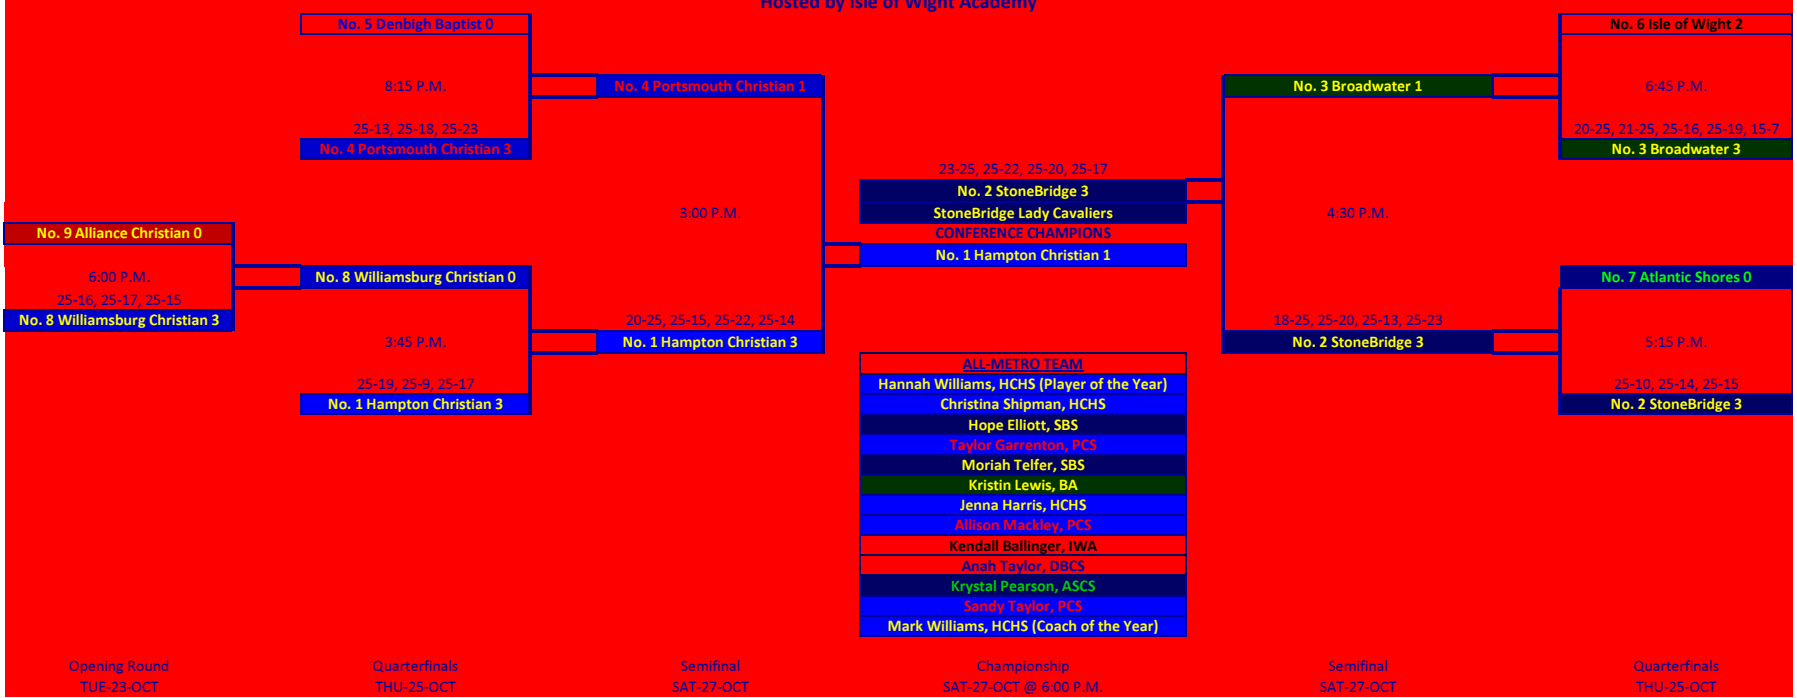 Hosted by Isle of Wight Academy
No. 5 Denbigh Baptist 0
No. 6 Isle of Wight 2
8:15 P.M.
No. 4 Portsmouth Christian 1
No. 3 Broadwater 1
6:45 P.M.
25-13, 25-18, 25-23
20-25, 21-25, 25-16, 25-19, 15-7
No. 4 Portsmouth Christian 3
No. 3 Broadwater 3
23-25, 25-22, 25-20, 25-17
No. 2 StoneBridge 3
3:00 P.M.
StoneBridge Lady Cavaliers
4:30 P.M.
No. 9 Alliance Christian 0
CONFERENCE CHAMPIONS
No. 1 Hampton Christian 1
6:00 P.M.
No. 8 Williamsburg Christian 0
No. 7 Atlantic Shores 0
25-16, 25-17, 25-15
No. 8 Williamsburg Christian 3
20-25, 25-15, 25-22, 25-14
18-25, 25-20, 25-13, 25-23
3:45 P.M.
No. 1 Hampton Christian 3
No. 2 StoneBridge 3
5:15 P.M.
ALL-METRO TEAM
25-19, 25-9, 25-17
Hannah Williams, HCHS (Player of the Year)
25-10, 25-14, 25-15
No. 1 Hampton Christian 3
Christina Shipman, HCHS
No. 2 StoneBridge 3
Hope Elliott, SBS
Taylor Garrenton, PCS
Moriah Telfer, SBS
Kristin Lewis, BA
Jenna Harris, HCHS
Allison Mackley, PCS
Kendall Ballinger, IWA
Anah Taylor, DBCS
Krystal Pearson, ASCS
Sandy Taylor, PCS
Mark Williams, HCHS (Coach of the Year)
Opening Round
Quarterfinals
Semifinal
Championship
Semifinal
Quarterfinals
TUE-23-OCT
THU-25-OCT
SAT-27-OCT
SAT-27-OCT @ 6:00 P.M.
SAT-27-OCT
THU-25-OCT